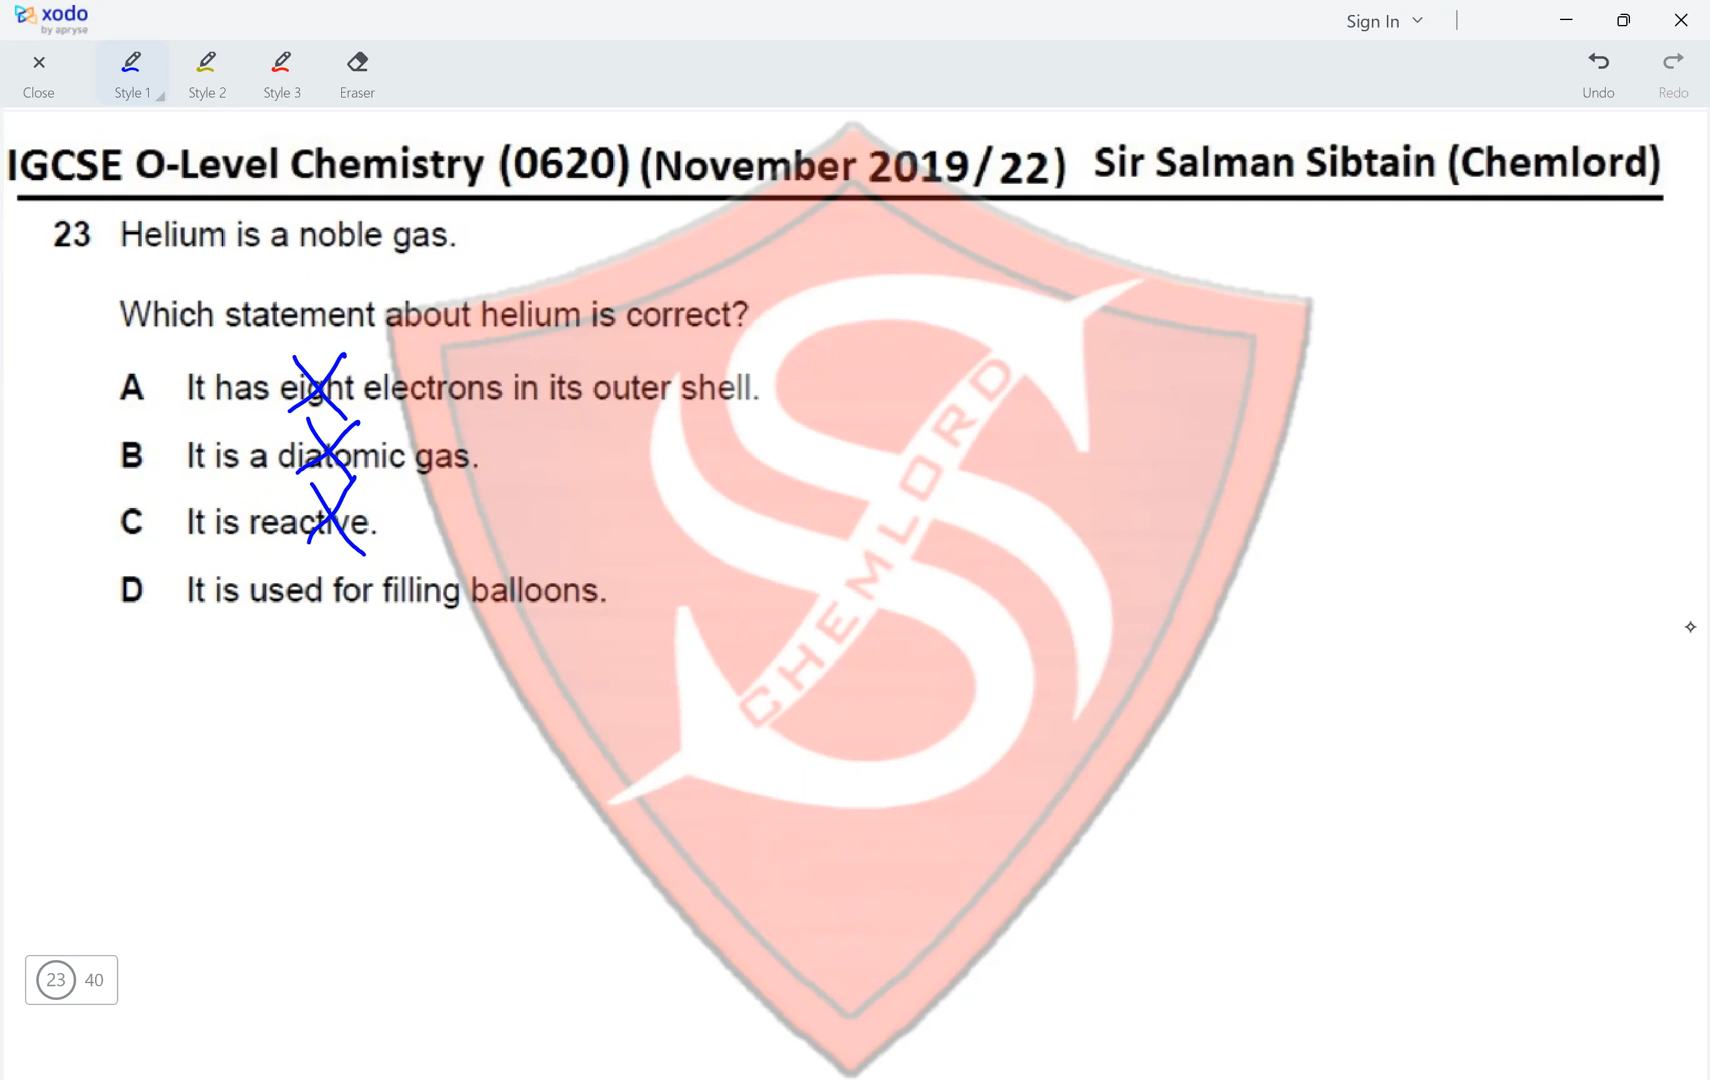 xodo
by apryse
Sign In
Close
Style 1
Style 2
Style 3
Eraser
Undo
Redo
IGCSE O-Level Chemistry (0620) (November 2019/22) Sir Salman Sibtain (Chemlord)
23 Helium is a noble gas.
Which statement about helium is correct?
A It has eight electrons in its outer shell.
B It is a diatomic gas.
C It is reactive.
D It is used for filling balloons.
CHEMLORD
23 40